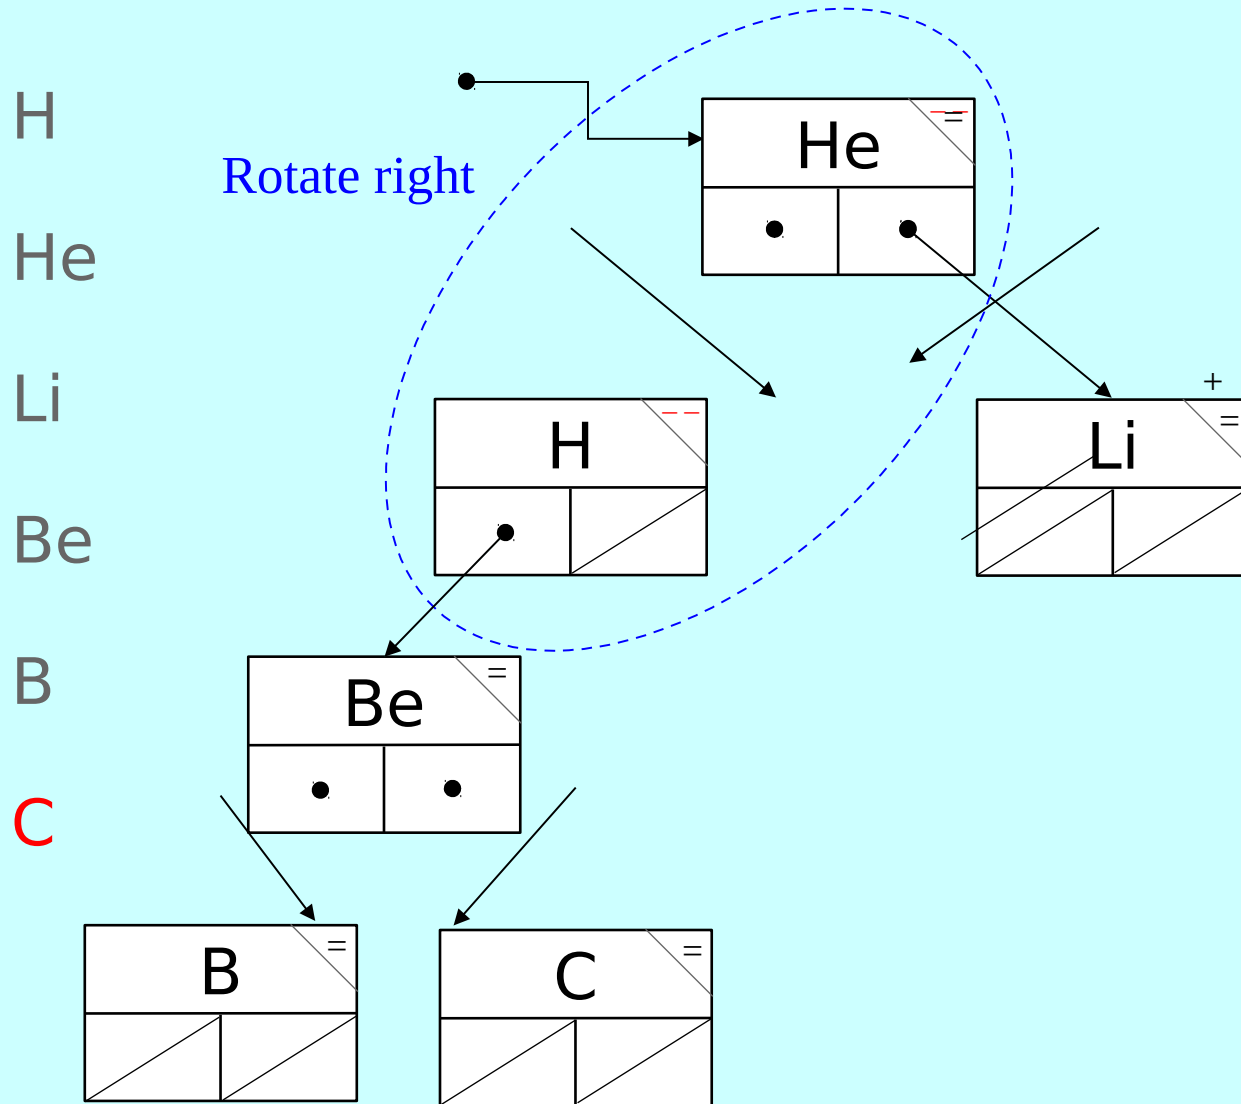 H
He
Rotate right
He
– =
Li
+
H
– –
Li
=
Be
Be
=
B
C
B
=
C
=